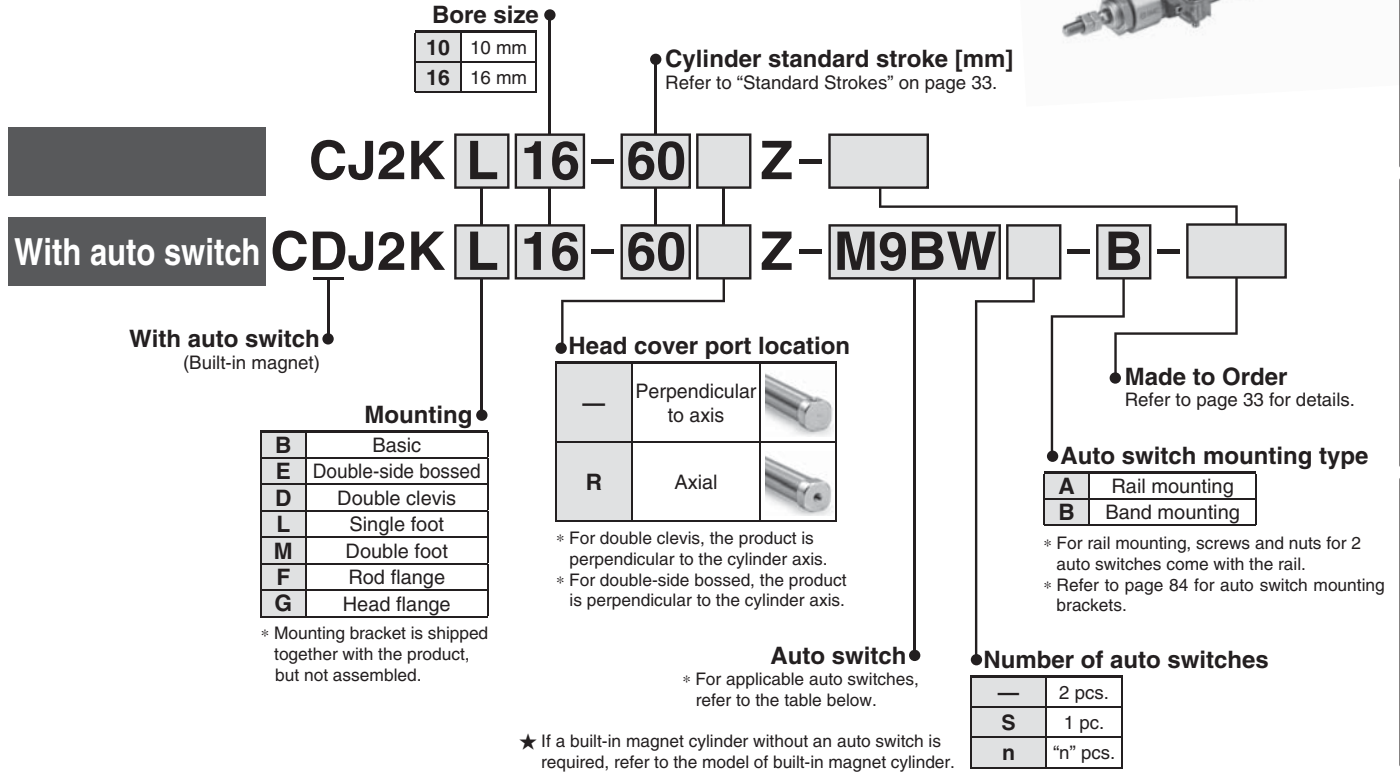 Bore size
10 10 mm
16 16 mm
Cylinder standard stroke [mm]
Refer to “Standard Strokes” on page 33.
CJ2K L 16 – 60 Z –
With auto switch CDJ2K L 16 – 60 Z – M9BW – B –
With auto switch
(Built-in magnet)
Mounting
B Basic
E Double-side bossed
D Double clevis
L Single foot
M Double foot
F Rod flange
G Head flange
* Mounting bracket is shipped
together with the product,
but not assembled.
Head cover port location
— Perpendicular
to axis
R Axial
* For double clevis, the product is
perpendicular to the cylinder axis.
* For double-side bossed, the product
is perpendicular to the cylinder axis.
Made to Order
Refer to page 33 for details.
Auto switch mounting type
A Rail mounting
B Band mounting
* For rail mounting, screws and nuts for 2
auto switches come with the rail.
* Refer to page 84 for auto switch mounting
brackets.
Auto switch
* For applicable auto switches,
refer to the table below.
Number of auto switches
— 2 pcs.
S 1 pc.
n “n” pcs.
★ If a built-in magnet cylinder without an auto switch is
required, refer to the model of built-in magnet cylinder.